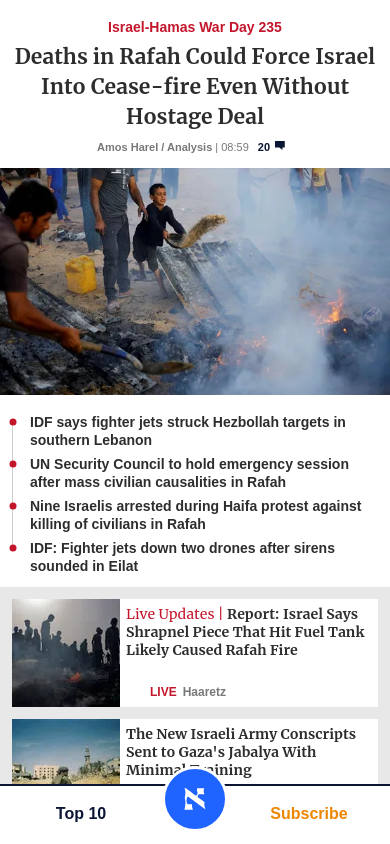 Israel-Hamas War Day 235
Deaths in Rafah Could Force Israel
Into Cease-fire Even Without
Hostage Deal
Amos Harel / Analysis | 08:59 20
IDF says fighter jets struck Hezbollah targets in
southern Lebanon
UN Security Council to hold emergency session
after mass civilian causalities in Rafah
Nine Israelis arrested during Haifa protest against
killing of civilians in Rafah
IDF: Fighter jets down two drones after sirens
sounded in Eilat
Live Updates | Report: Israel Says
Shrapnel Piece That Hit Fuel Tank
Likely Caused Rafah Fire
LIVE Haaretz
The New Israeli Army Conscripts
Sent to Gaza's Jabalya With
Minimal Training
Top 10
Subscribe